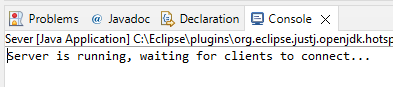 Problems @ Javadoc Declaration Console
Sever [Java Application] C:\Eclipse\plugins\org.eclipse.justj.openjdk.hotsp
Server is running, waiting for clients to connect...